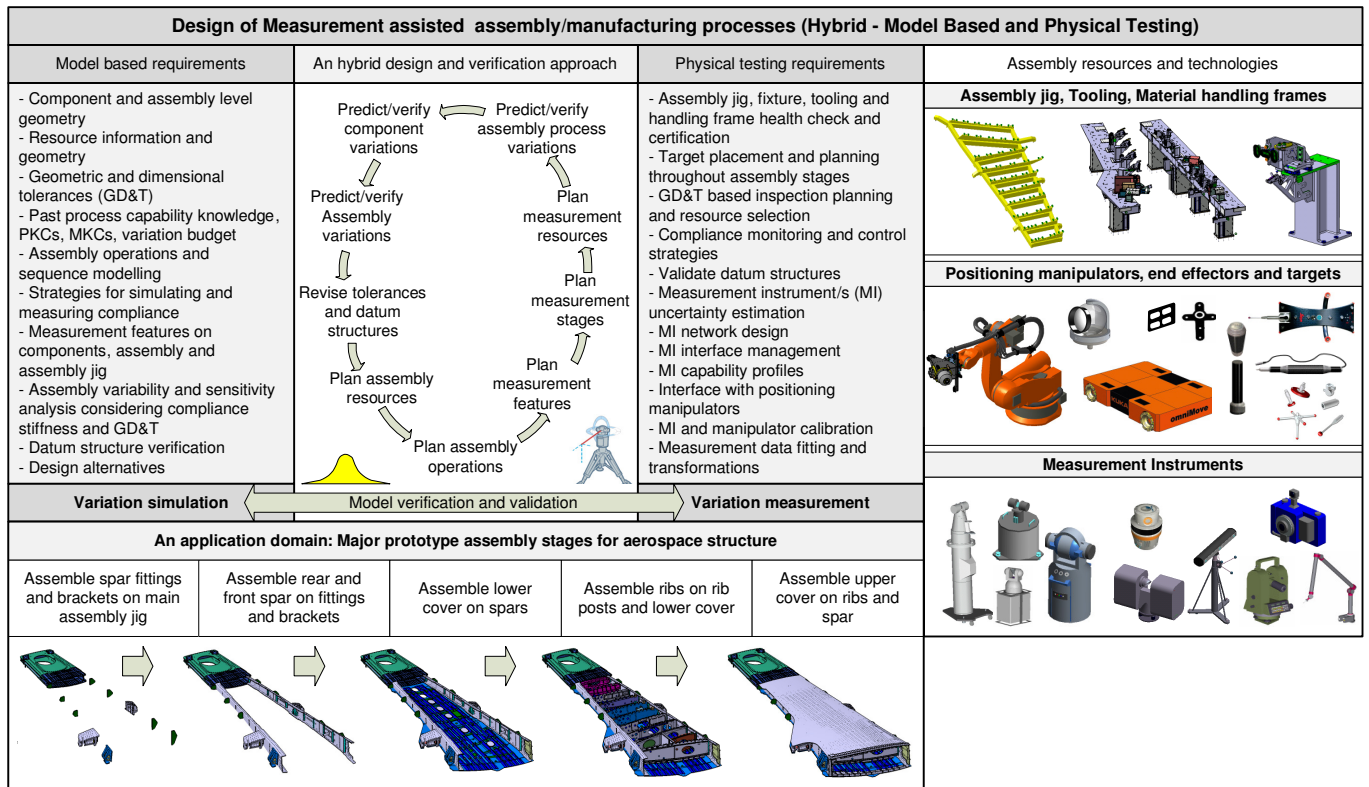 Design of Measurement assisted assembly/manufacturing processes (Hybrid - Model Based and Physical Testing)
Model based requirements
- Component and assembly level
geometry
- Resource information and
geometry
- Geometric and dimensional
tolerances (GD&T)
- Past process capability knowledge,
PKCs, MKCs, variation budget
- Assembly operations and
sequence modelling
- Strategies for simulating and
measuring compliance
- Measurement features on
components, assembly and
assembly jig
- Assembly variability and sensitivity
analysis considering compliance
stiffness and GD&T
- Datum structure verification
- Design alternatives
An hybrid design and verification approach
Predict/verify
component
variations
Predict/verify
assembly process
variations
Predict/verify
Assembly
variations
Plan
measurement
resources
Revise tolerances
and datum
structures
Plan
measurement
stages
Plan assembly
resources
Plan
measurement
features
Plan assembly
operations
Physical testing requirements
- Assembly jig, fixture, tooling and
handling frame health check and
certification
- Target placement and planning
throughout assembly stages
- GD&T based inspection planning
and resource selection
- Compliance monitoring and control
strategies
- Validate datum structures
- Measurement instrument/s (MI)
uncertainty estimation
- MI network design
- MI interface management
- MI capability profiles
- Interface with positioning
manipulators
- MI and manipulator calibration
- Measurement data fitting and
transformations
Variation simulation
Model verification and validation
Variation measurement
Assembly resources and technologies
Assembly jig, Tooling, Material handling frames
Positioning manipulators, end effectors and targets
KUKA
omniMove
Measurement Instruments
An application domain: Major prototype assembly stages for aerospace structure
Assemble spar fittings
and brackets on main
assembly jig
Assemble rear and
front spar on fittings
and brackets
Assemble lower
cover on spars
Assemble ribs on rib
posts and lower cover
Assemble upper
cover on ribs and
spar